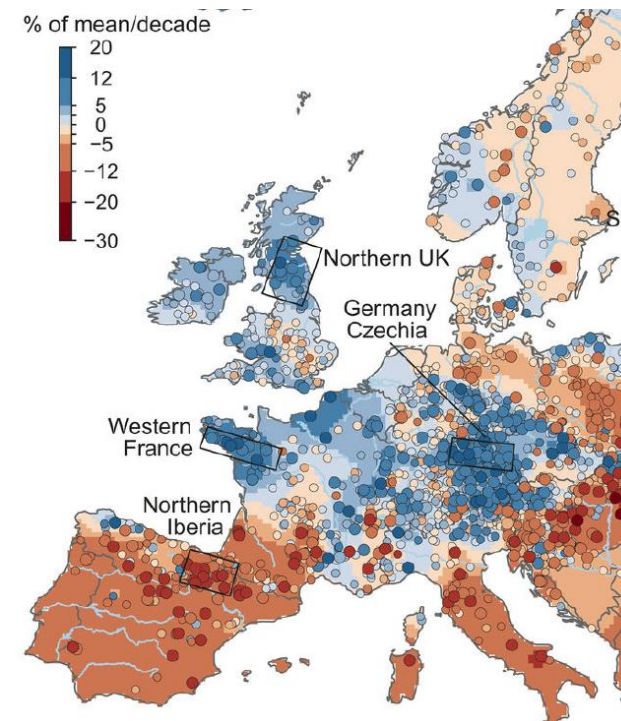 % of mean/decade
20
12
5
0
−5
−12
−20
−30
Northern UK
S
Germany
Czechia
Western
France
Northern
Iberia